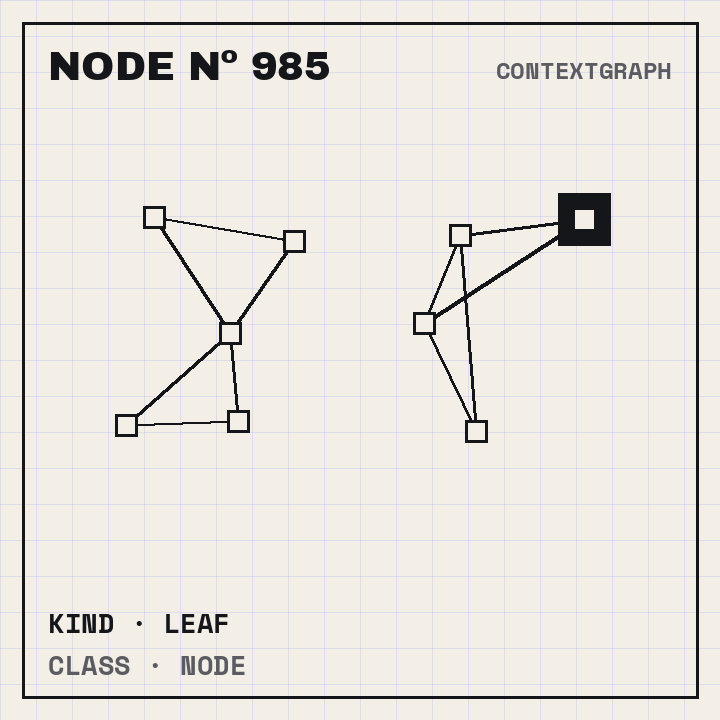 NODE Nº 985
CONTEXTGRAPH
KIND · LEAF
CLASS · NODE